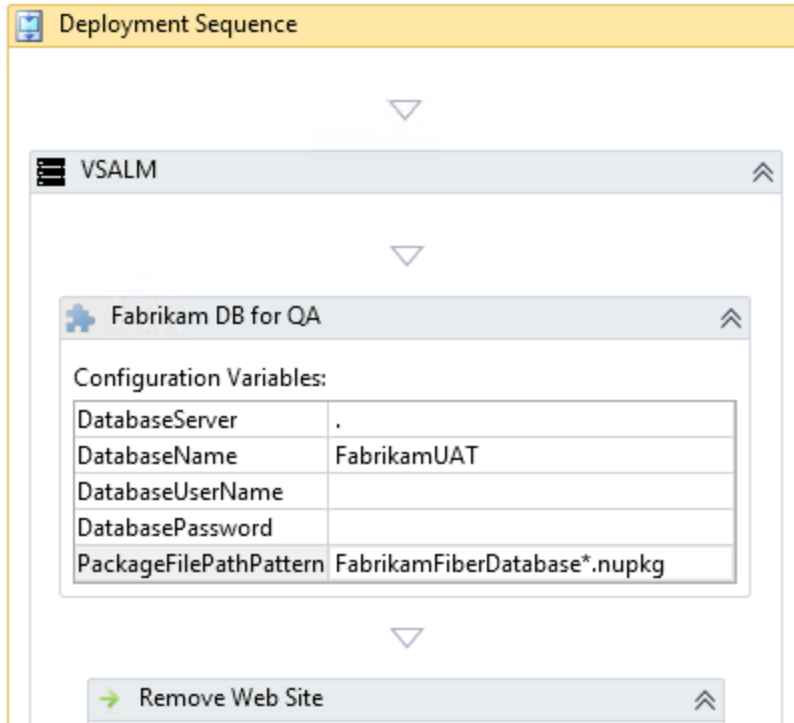 Deployment Sequence
VSALM
Fabrikam DB for QA
Configuration Variables:
DatabaseServer .
DatabaseName FabrikamUAT
DatabaseUserName
DatabasePassword
PackageFilePathPattern FabrikamFiberDatabase*.nupkg
Remove Web Site